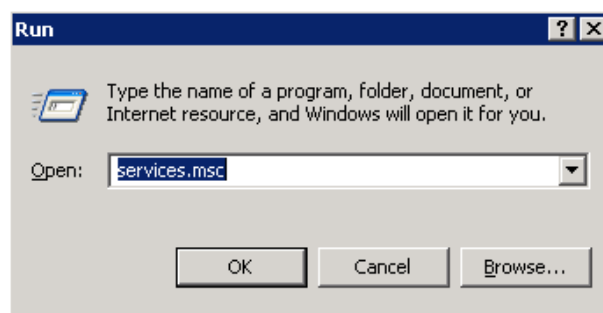 Run
Type the name of a program, folder, document, or
Internet resource, and Windows will open it for you.
Open: services.msc
OK Cancel Browse...